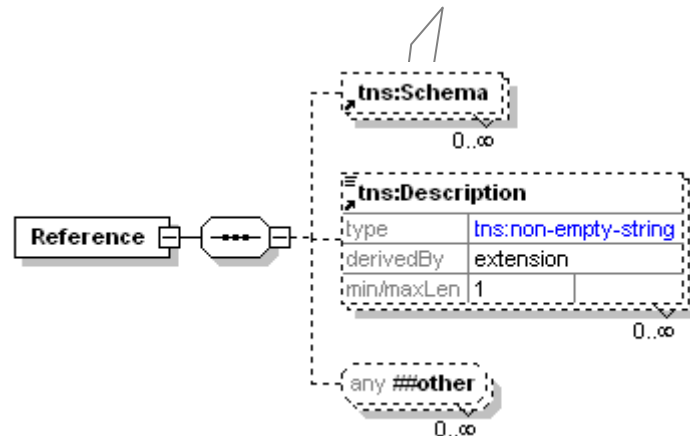 tns:Schema
0..∞
tns:Description
type tns:non-empty-string
derivedBy extension
min/maxLen 1
0..∞
Reference
any ##other
0..∞